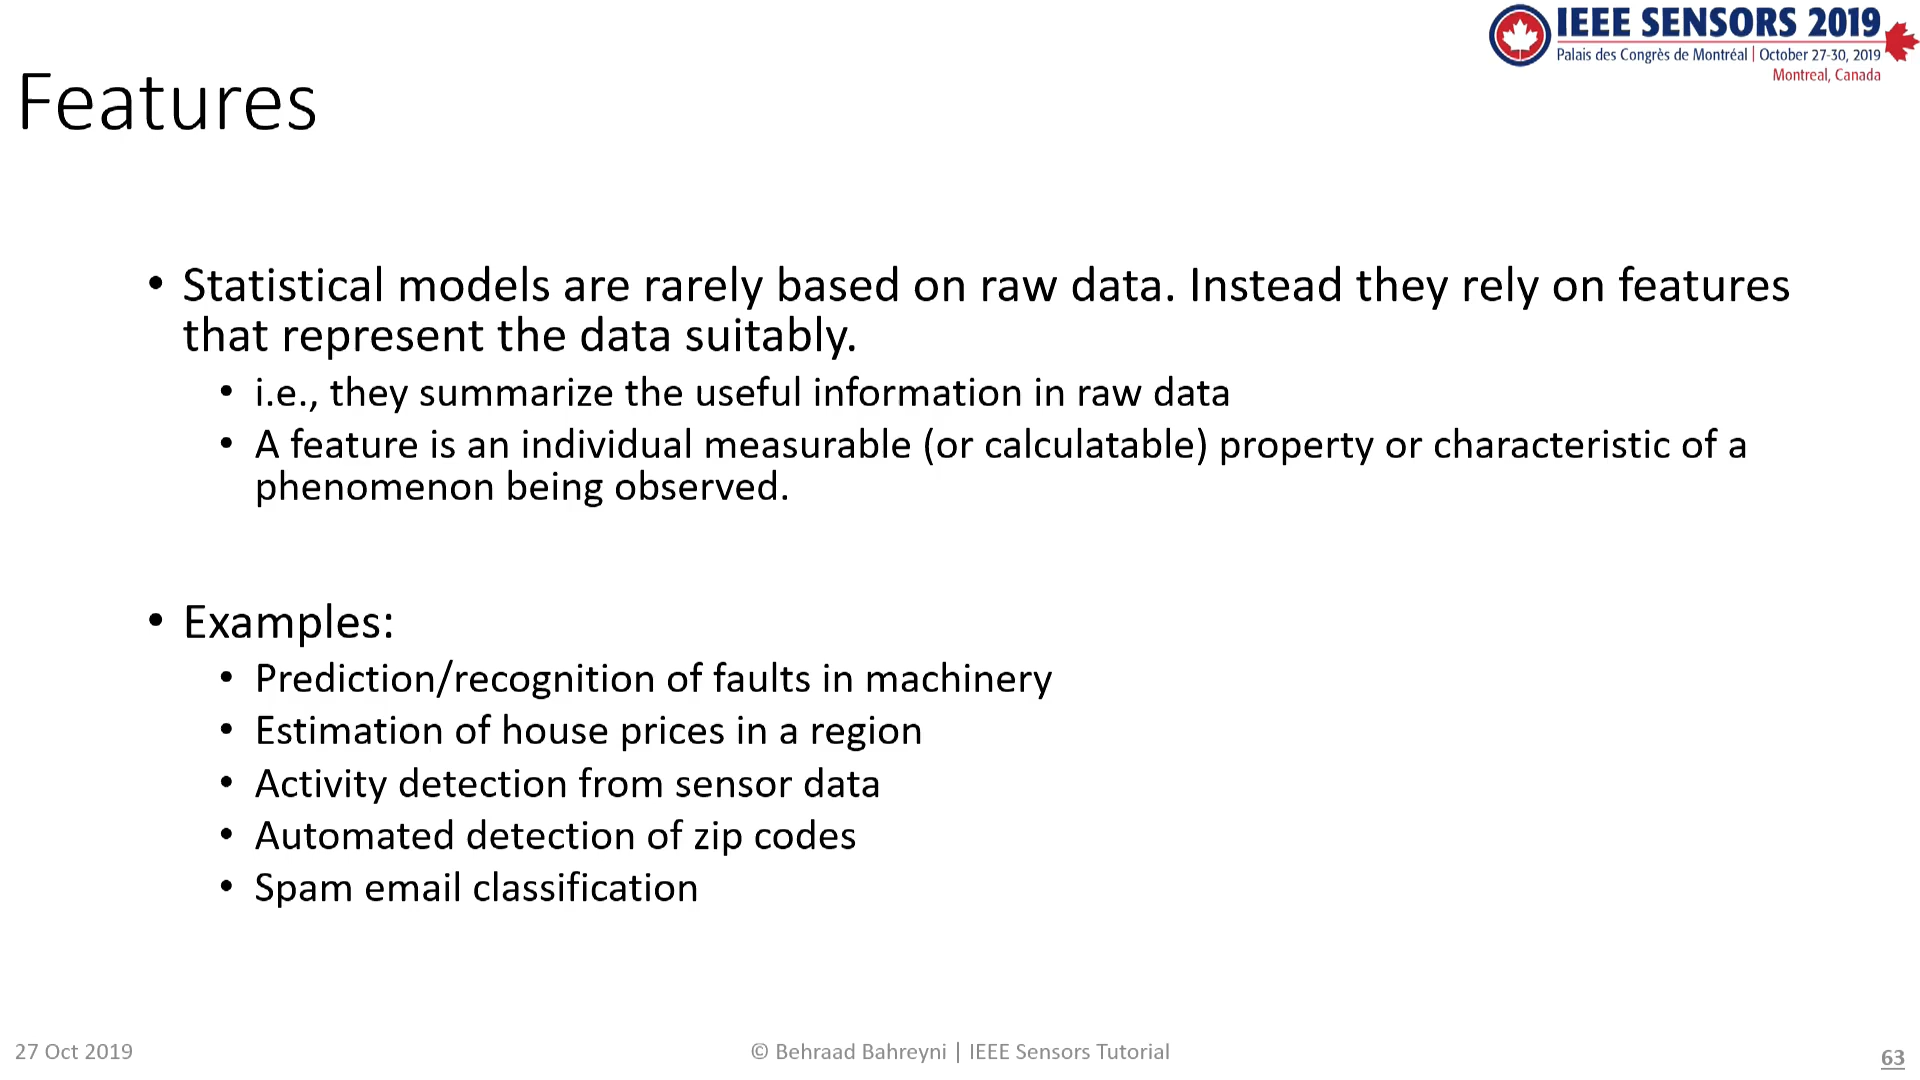 IEEE SENSORS 2019
Palais des Congrès de Montréal | October 27-30, 2019
Montreal, Canada
Features
• Statistical models are rarely based on raw data. Instead they rely on features
that represent the data suitably.
• i.e., they summarize the useful information in raw data
• A feature is an individual measurable (or calculatable) property or characteristic of a
phenomenon being observed.
• Examples:
• Prediction/recognition of faults in machinery
• Estimation of house prices in a region
• Activity detection from sensor data
• Automated detection of zip codes
• Spam email classification
27 Oct 2019
© Behraad Bahreyni | IEEE Sensors Tutorial
63